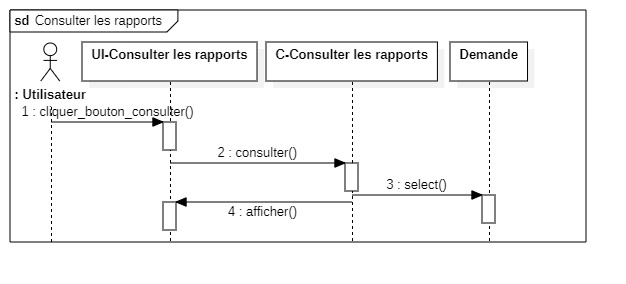 sd Consulter les rapports
UI-Consulter les rapports
C-Consulter les rapports
Demande
: Utilisateur
1 : cliquer_bouton_consulter()
2 : consulter()
3 : select()
4 : afficher()